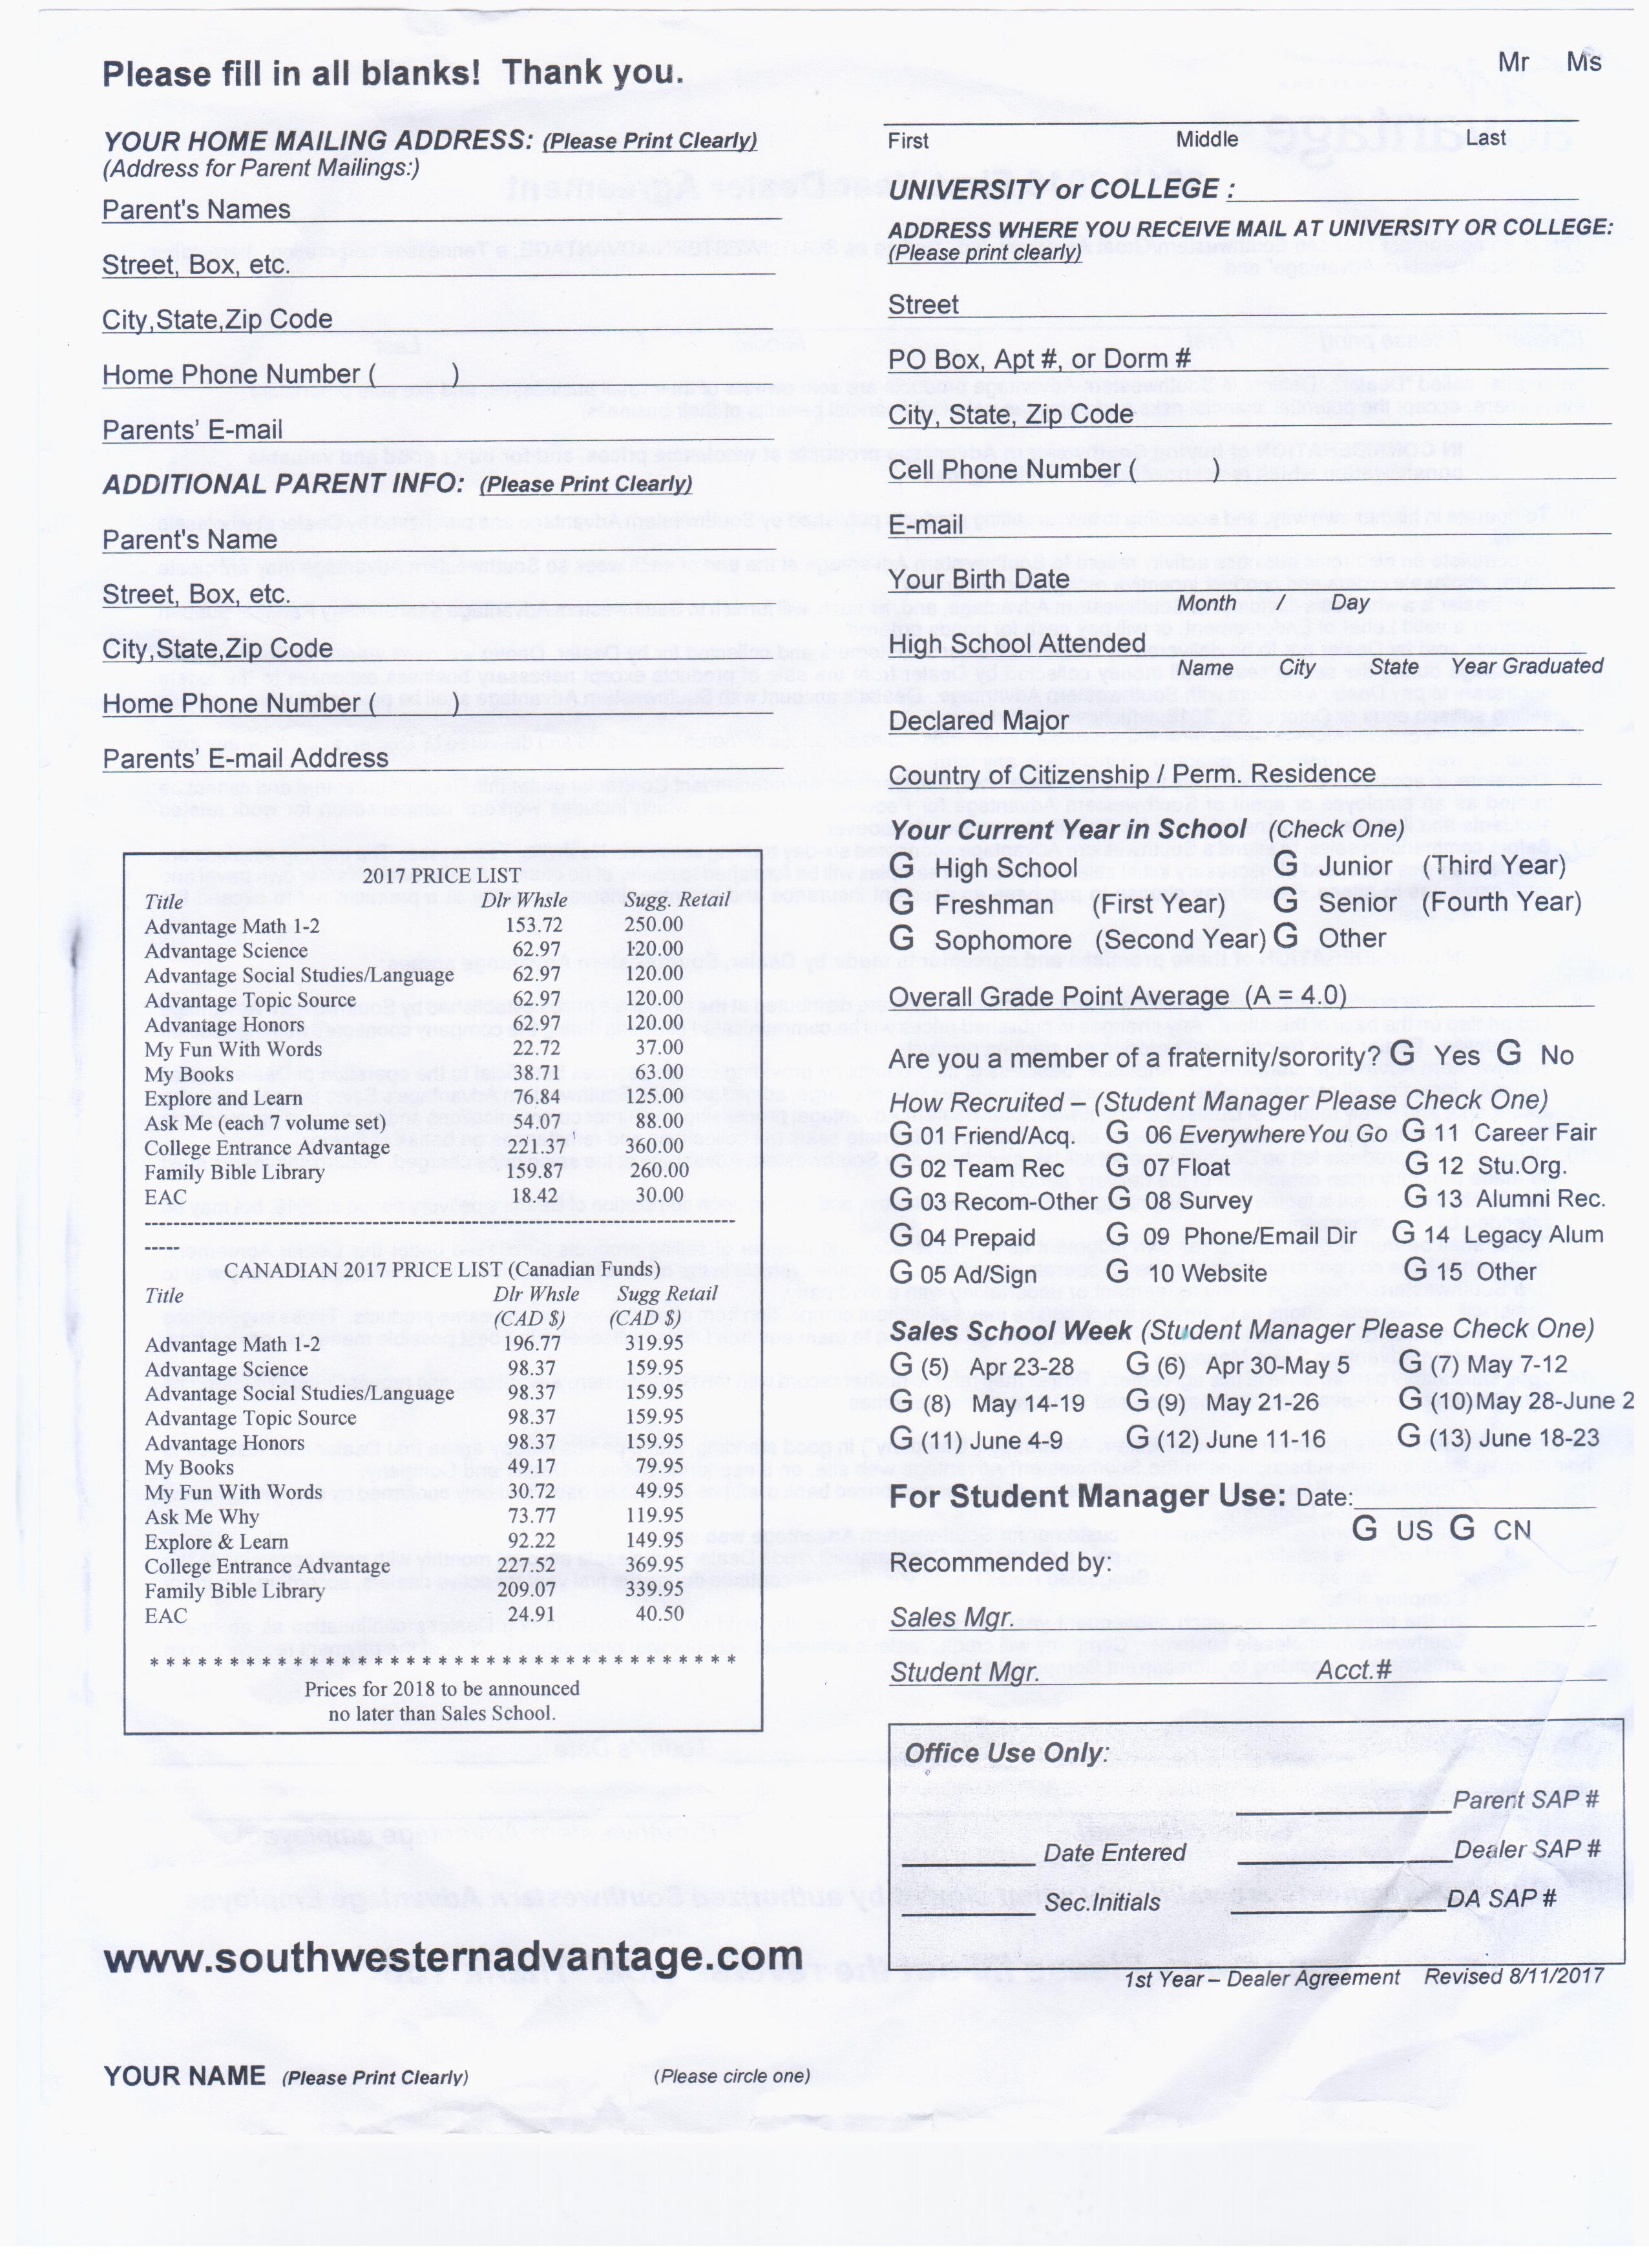 Please fill in all blanks!  Thank you.
Mr Ms
YOUR HOME MAILING ADDRESS: (Please Print Clearly)
(Address for Parent Mailings:)
Parent's Names
Street, Box, etc.
City,State,Zip Code
Home Phone Number (          )
Parents' E-mail
ADDITIONAL PARENT INFO: (Please Print Clearly)
Parent's Name
Street, Box, etc.
City,State,Zip Code
Home Phone Number (          )
Parents' E-mail Address
2017 PRICE LIST
Title Dlr Whsle Sugg. Retail
Advantage Math 1-2 153.72 250.00
Advantage Science 62.97 120.00
Advantage Social Studies/Language 62.97 120.00
Advantage Topic Source 62.97 120.00
Advantage Honors 62.97 120.00
My Fun With Words 22.72 37.00
My Books 38.71 63.00
Explore and Learn 76.84 125.00
Ask Me (each 7 volume set) 54.07 88.00
College Entrance Advantage 221.37 360.00
Family Bible Library 159.87 260.00
EAC 18.42 30.00
------------------------------------------------------------------------
-----
CANADIAN 2017 PRICE LIST (Canadian Funds)
Title Dlr Whsle Sugg Retail
(CAD $) (CAD $)
Advantage Math 1-2 196.77 319.95
Advantage Science 98.37 159.95
Advantage Social Studies/Language 98.37 159.95
Advantage Topic Source 98.37 159.95
Advantage Honors 98.37 159.95
My Books 49.17 79.95
My Fun With Words 30.72 49.95
Ask Me Why 73.77 119.95
Explore & Learn 92.22 149.95
College Entrance Advantage 227.52 369.95
Family Bible Library 209.07 339.95
EAC 24.91 40.50
* * * * * * * * * * * * * * * * * * * * * * * * * * * * * * * * * * * * *
Prices for 2018 to be announced
no later than Sales School.
www.southwesternadvantage.com
YOUR NAME (Please Print Clearly) (Please circle one)
First Middle Last
UNIVERSITY or COLLEGE :
ADDRESS WHERE YOU RECEIVE MAIL AT UNIVERSITY OR COLLEGE:
(Please print clearly)
Street
PO Box, Apt #, or Dorm #
City, State, Zip Code
Cell Phone Number (          )
E-mail
Your Birth Date
Month / Day
High School Attended
Name City State Year Graduated
Declared Major
Country of Citizenship / Perm. Residence
Your Current Year in School (Check One)
G High School G Junior (Third Year)
G Freshman (First Year) G Senior (Fourth Year)
G Sophomore (Second Year) G Other
Overall Grade Point Average (A = 4.0)
Are you a member of a fraternity/sorority? G Yes G No
How Recruited – (Student Manager Please Check One)
G 01 Friend/Acq. G 06 EverywhereYou Go G 11 Career Fair
G 02 Team Rec G 07 Float G 12 Stu.Org.
G 03 Recom-Other G 08 Survey G 13 Alumni Rec.
G 04 Prepaid G 09 Phone/Email Dir G 14 Legacy Alum
G 05 Ad/Sign G 10 Website G 15 Other
Sales School Week (Student Manager Please Check One)
G (5) Apr 23-28 G (6) Apr 30-May 5 G (7) May 7-12
G (8) May 14-19 G (9) May 21-26 G (10) May 28-June 2
G (11) June 4-9 G (12) June 11-16 G (13) June 18-23
For Student Manager Use: Date:
G US G CN
Recommended by:
Sales Mgr.
Student Mgr. Acct.#
Office Use Only:
Parent SAP #
Date Entered Dealer SAP #
Sec.Initials DA SAP #
1st Year – Dealer Agreement Revised 8/11/2017